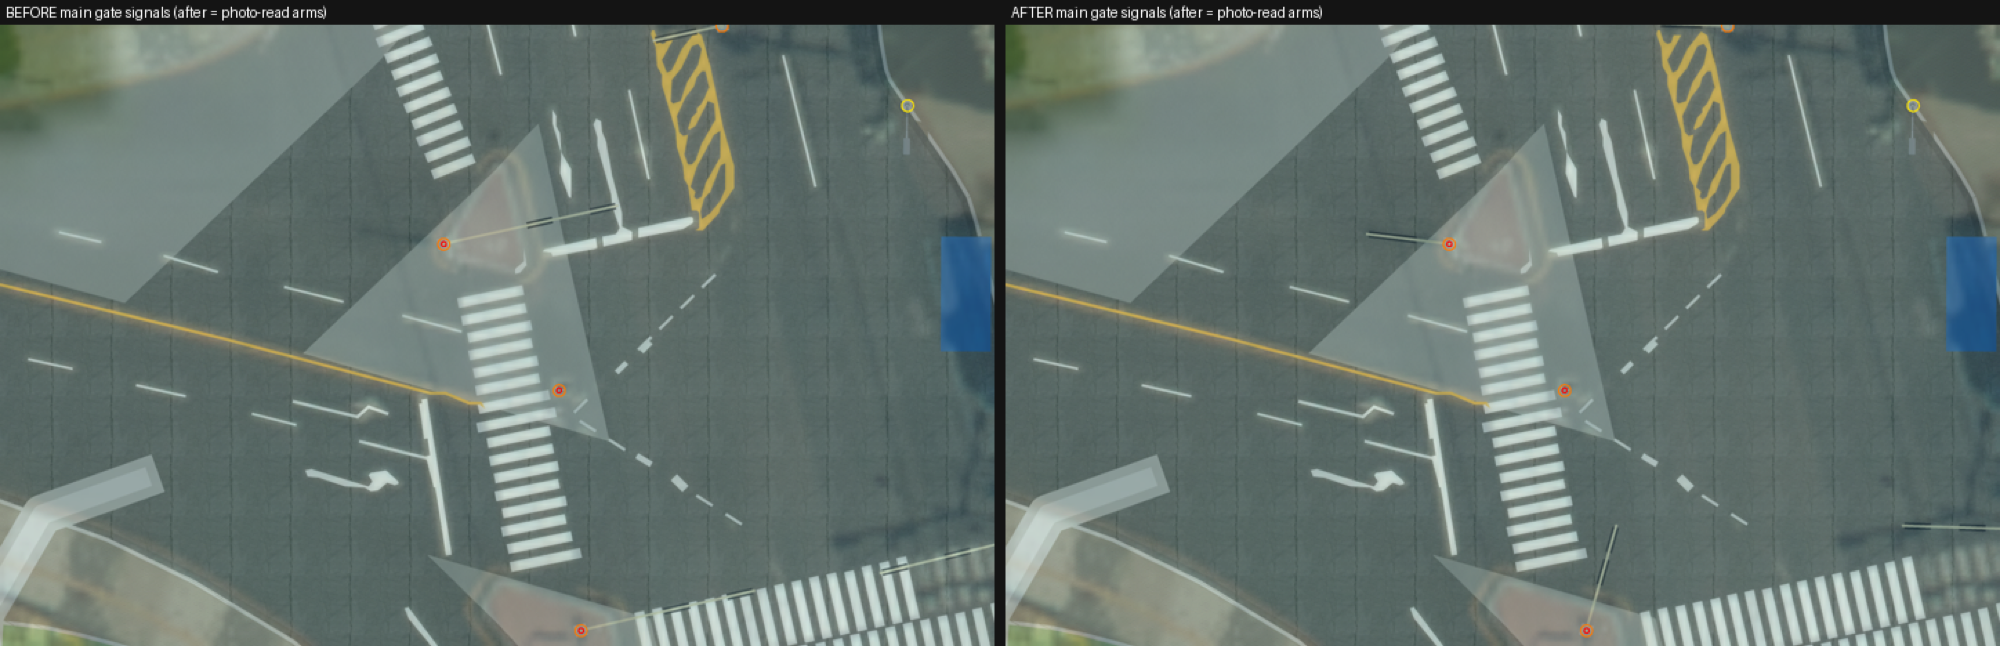 BEFORE main gate signals (after = photo-read arms)
AFTER main gate signals (after = photo-read arms)